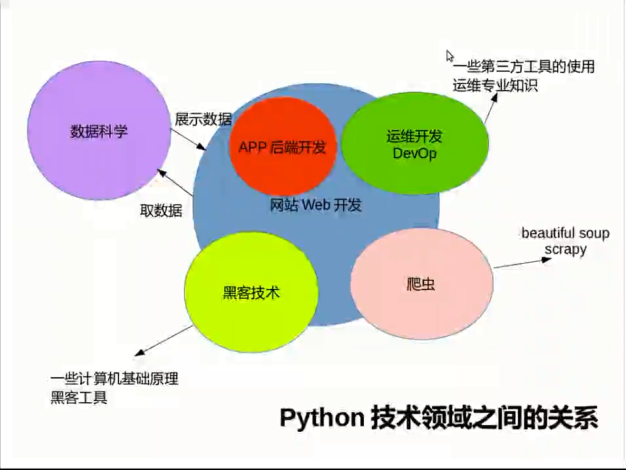 一些第三方工具的使用
运维专业知识
展示数据
数据科学
APP 后端开发
运维开发
DevOp
取数据
网站 Web 开发
beautiful soup
scrapy
黑客技术
爬虫
一些计算机基础原理
黑客工具
Python 技术领域之间的关系